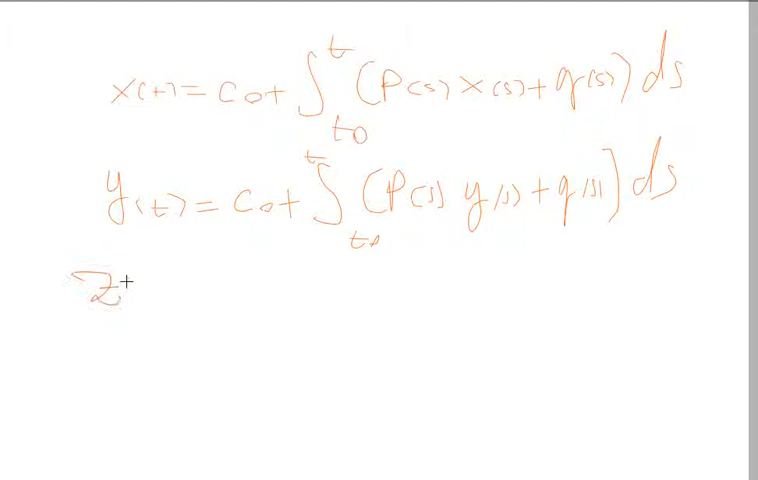 x(t) = C0 + ∫_{t0}^{t} (P(s) x(s) + q(s)) ds
y(t) = C0 + ∫_{t0}^{t} (P(s) y(s) + q(s)) ds
Z